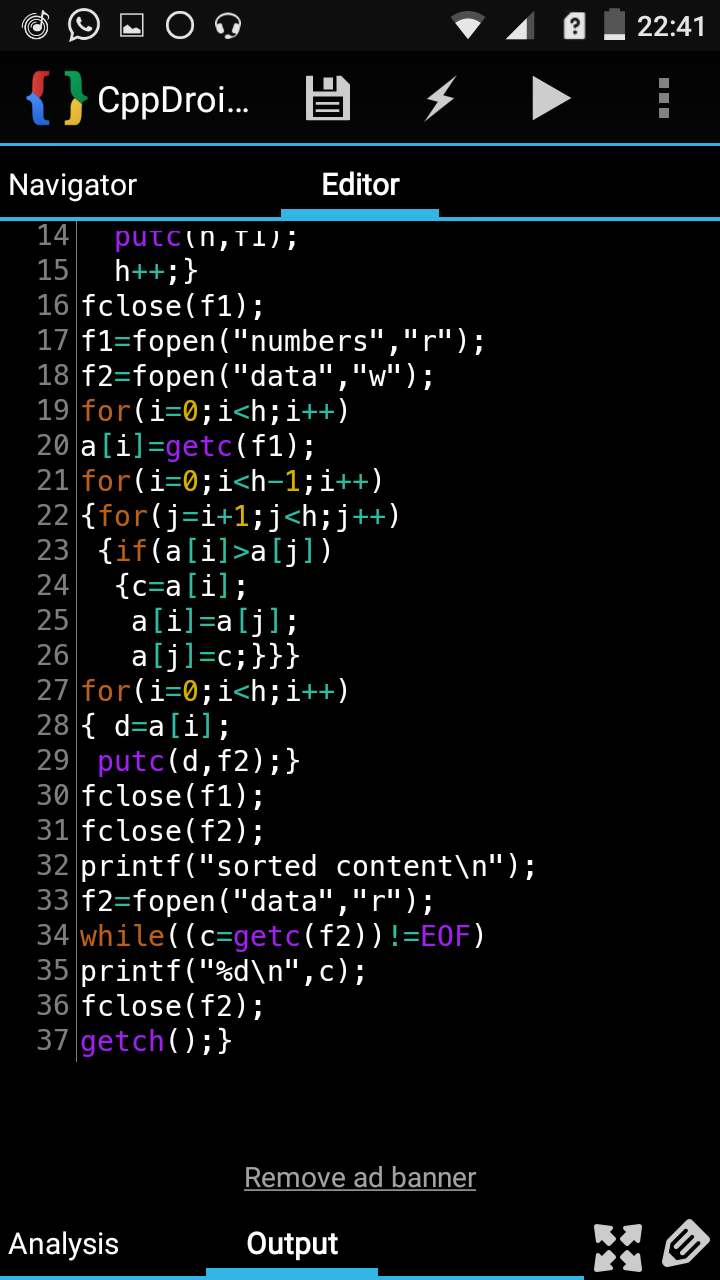 22:41
CppDroi...
Navigator
Editor
14 putc(n,f1);
15 h++;}
16 fclose(f1);
17 f1=fopen("numbers","r");
18 f2=fopen("data","w");
19 for(i=0;i<h;i++)
20 a[i]=getc(f1);
21 for(i=0;i<h-1;i++)
22 {for(j=i+1;j<h;j++)
23 {if(a[i]>a[j])
24 {c=a[i];
25 a[i]=a[j];
26 a[j]=c;}}}
27 for(i=0;i<h;i++)
28 { d=a[i];
29 putc(d,f2);}
30 fclose(f1);
31 fclose(f2);
32 printf("sorted content\n");
33 f2=fopen("data","r");
34 while((c=getc(f2))!=EOF)
35 printf("%d\n",c);
36 fclose(f2);
37 getch();}
Remove ad banner
Analysis
Output